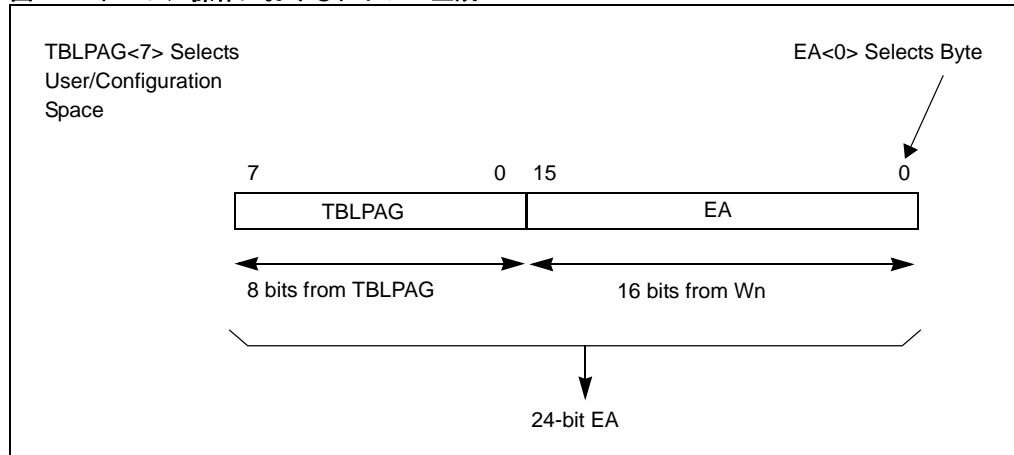 TBLPAG<7> Selects
User/Configuration
Space
EA<0> Selects Byte
7 0 15 0
TBLPAG EA
8 bits from TBLPAG 16 bits from Wn
24-bit EA